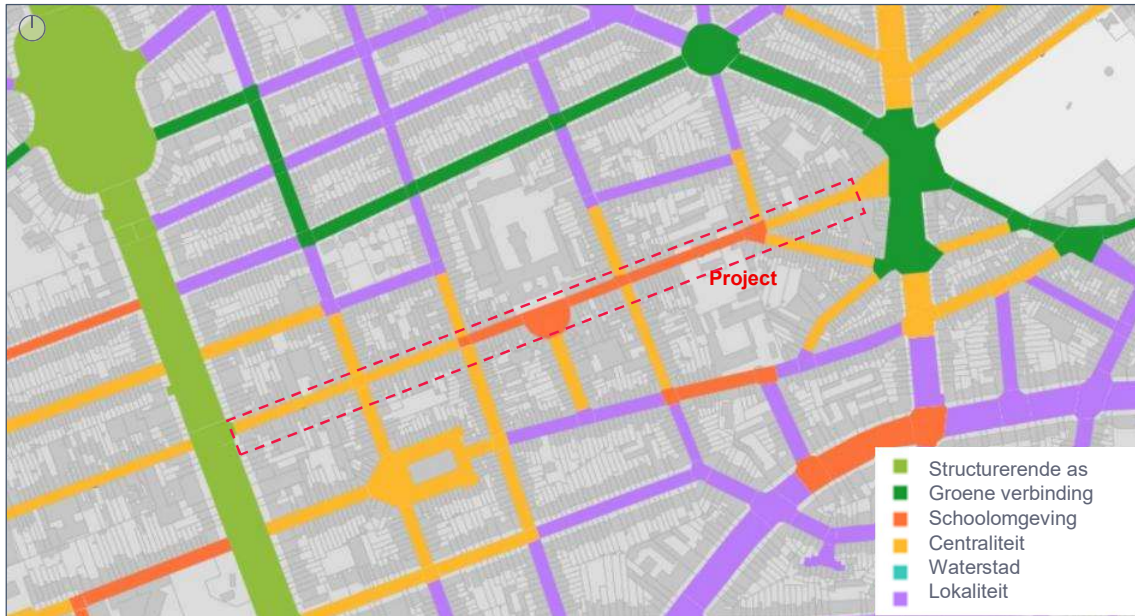 Project
Structurerende as
Groene verbinding
Schoolomgeving
Centraliteit
Waterstad
Lokaliteit